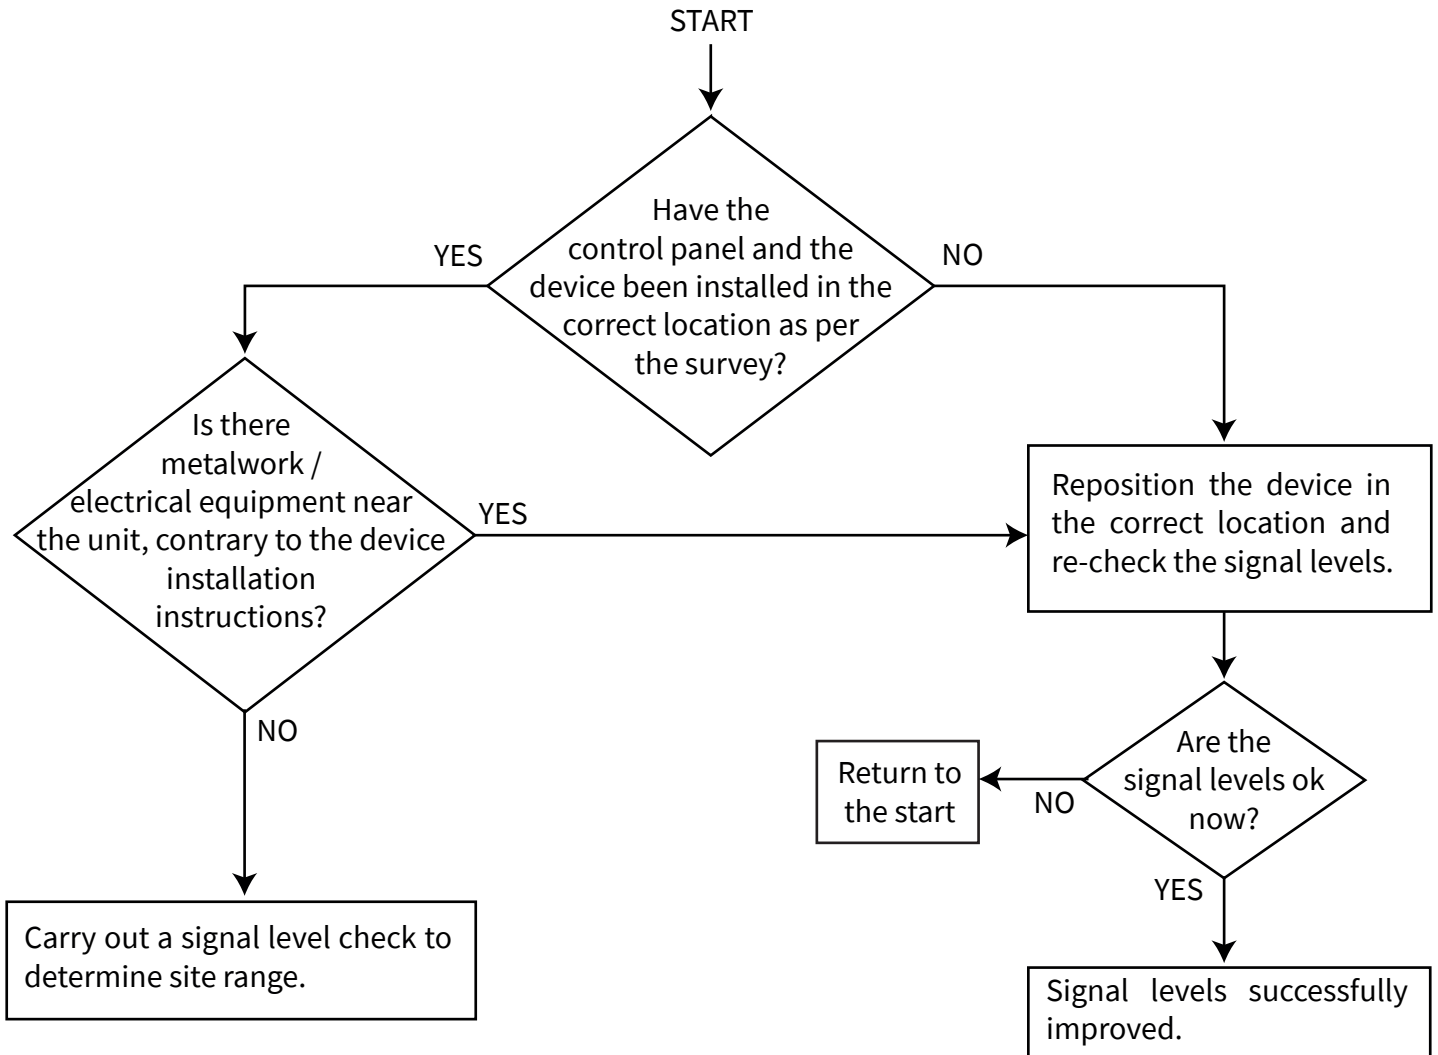 START
Have the
control panel and the
device been installed in the
correct location as per
the survey?
YES
NO
Is there
metalwork /
electrical equipment near
the unit, contrary to the device
installation
instructions?
YES
NO
Reposition the device in
the correct location and
re-check the signal levels.
Are the
signal levels ok
now?
NO
Return to
the start
YES
Carry out a signal level check to
determine site range.
Signal levels successfully
improved.